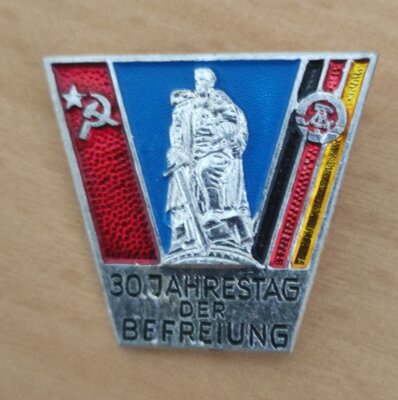 30.JAHRESTAG
DER
BEFREIUNG